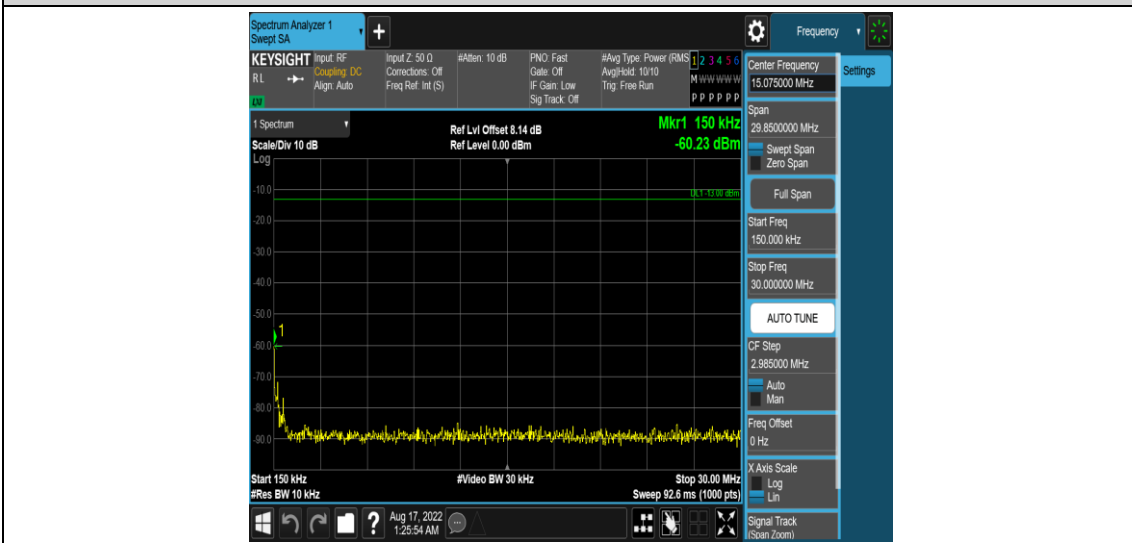 Spectrum Analyzer 1
Swept SA
+
Frequency
KEYSIGHT
RL
LXI
Input: RF
Coupling: DC
Align: Auto
Input Z: 50 Ω
Corrections: Off
Freq Ref: Int (S)
#Atten: 10 dB
PNO: Fast
Gate: Off
IF Gain: Low
Sig Track: Off
#Avg Type: Power (RMS
Avg|Hold: 10/10
Trig: Free Run
1 2 3 4 5 6
M W W W W W
P P P P P P
Center Frequency
15.075000 MHz
Settings
Span
29.8500000 MHz
Swept Span
Zero Span
Full Span
Start Freq
150.000 kHz
Stop Freq
30.000000 MHz
AUTO TUNE
CF Step
2.985000 MHz
Auto
Man
Freq Offset
0 Hz
X Axis Scale
Log
Lin
Signal Track
(Span Zoom)
1 Spectrum
Scale/Div 10 dB
Log
Ref Lvl Offset 8.14 dB
Ref Level 0.00 dBm
Mkr1 150 kHz
-60.23 dBm
DL1 -13.00 dBm
-10.0
-20.0
-30.0
-40.0
-50.0
1
-60.0
-70.0
-80.0
-90.0
Start 150 kHz
#Video BW 30 kHz
Stop 30.00 MHz
#Res BW 10 kHz
Sweep 92.6 ms (1000 pts)
?
Aug 17, 2022
1:25:54 AM